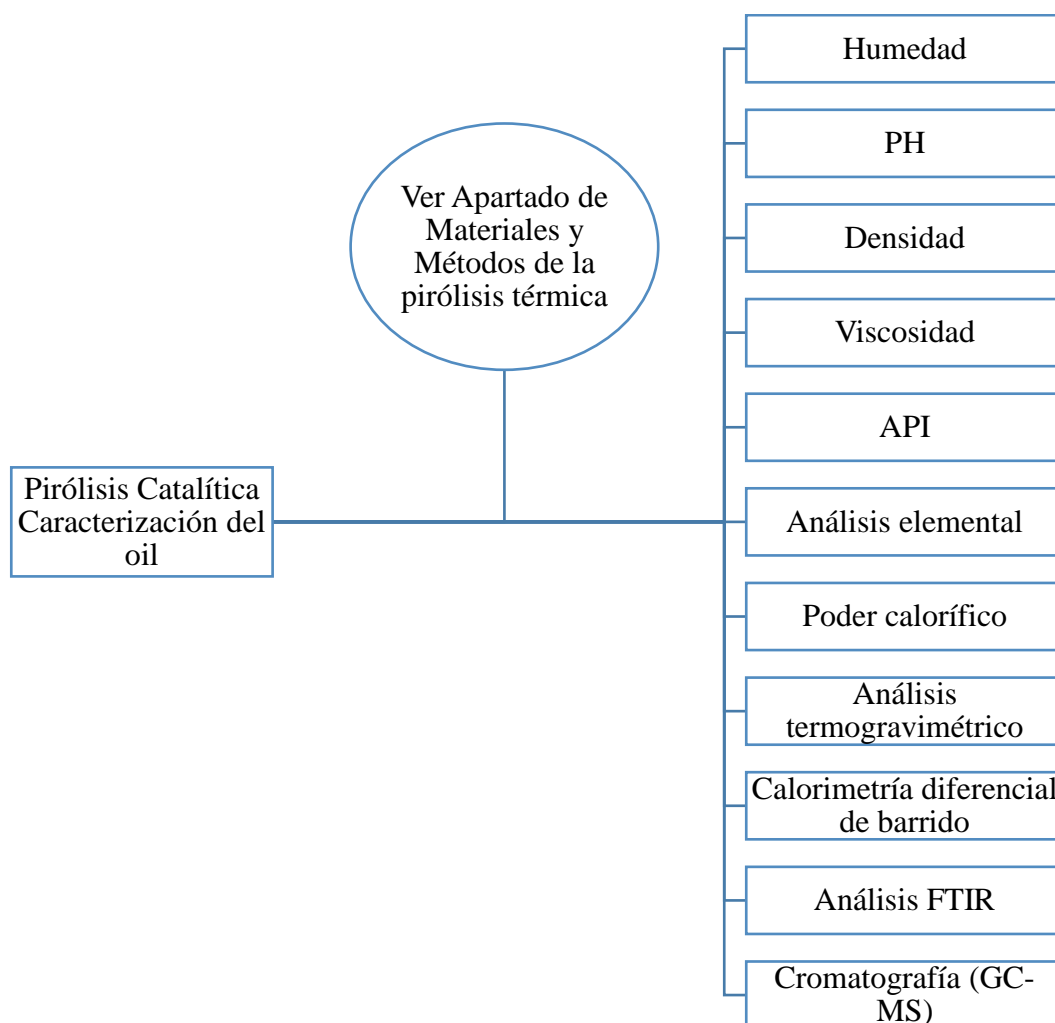 Humedad
PH
Ver Apartado de
Materiales y
Métodos de la
pirólisis térmica
Densidad
Viscosidad
API
Pirólisis Catalítica
Caracterización del
oil
Análisis elemental
Poder calorífico
Análisis
termogravimétrico
Calorimetría diferencial
de barrido
Análisis FTIR
Cromatografía (GC-
MS)